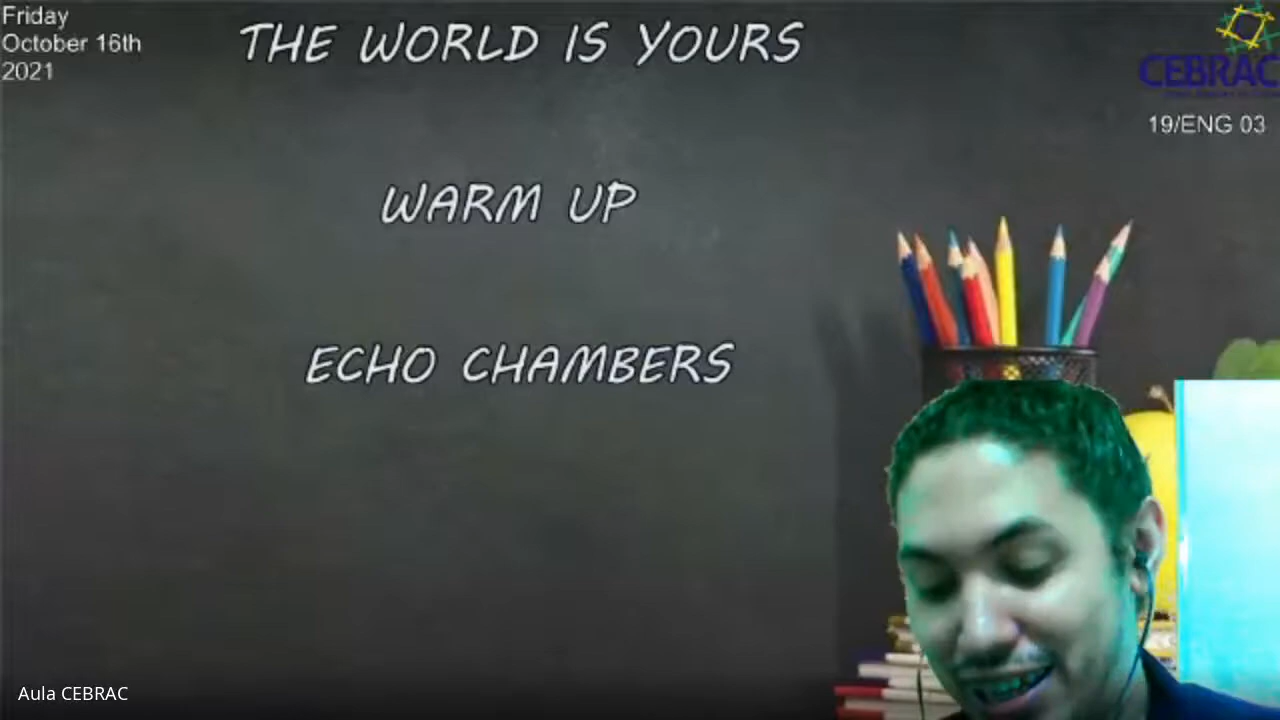 Friday
October 16th
2021
THE WORLD IS YOURS
CEBRAC
19/ENG 03
WARM UP
ECHO CHAMBERS
Aula CEBRAC